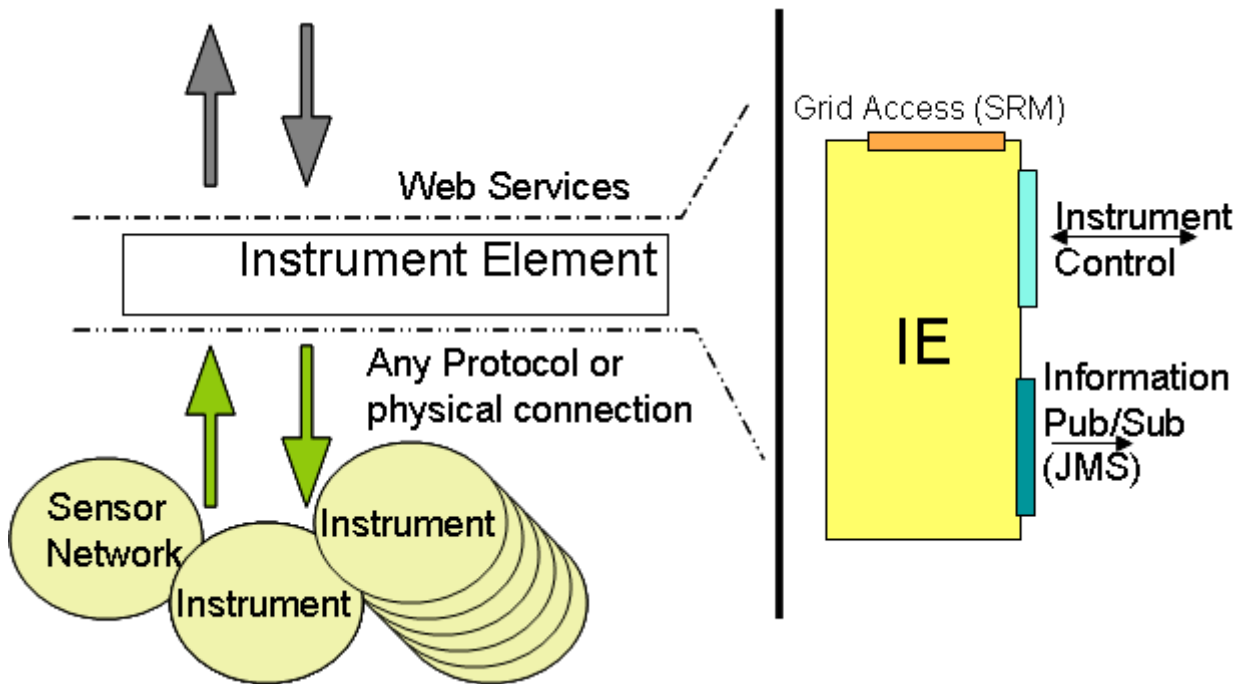 Web Services
Instrument Element
Any Protocol or
physical connection
Sensor
Network
Instrument
Instrument
Grid Access (SRM)
IE
Instrument
Control
Information
Pub/Sub
(JMS)